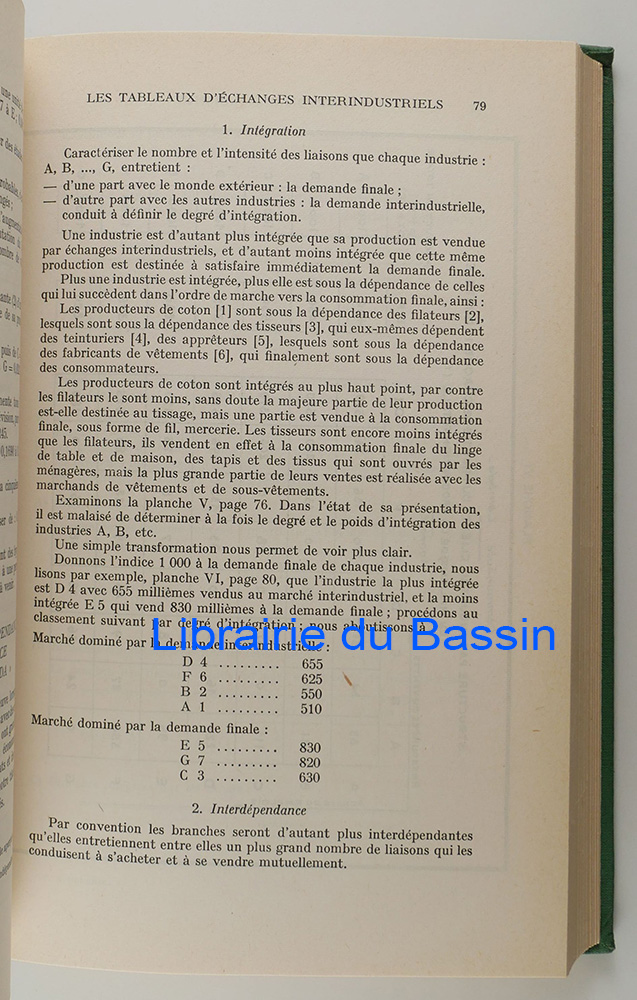 LES TABLEAUX D'ÉCHANGES INTERINDUSTRIELS 79
1. Intégration
Caractériser le nombre et l'intensité des liaisons que chaque industrie :
A, B, ..., G, entretient :
— d'une part avec le monde extérieur : la demande finale ;
— d'autre part avec les autres industries : la demande interindustrielle,
conduit à définir le degré d'intégration.
Une industrie est d'autant plus intégrée que sa production est vendue
par échanges interindustriels, et d'autant moins intégrée que cette même
production est destinée à satisfaire immédiatement la demande finale.
Plus une industrie est intégrée, plus elle est sous la dépendance de celles
qui lui succèdent dans l'ordre de marche vers la consommation finale, ainsi :
Les producteurs de coton [1] sont sous la dépendance des filateurs [2],
lesquels sont sous la dépendance des tisseurs [3], qui eux-mêmes dépendent
des teinturiers [4], des apprêteurs [5], lesquels sont sous la dépendance
des fabricants de vêtements [6], qui finalement sont sous la dépendance
des consommateurs.
Les producteurs de coton sont intégrés au plus haut point, par contre
les filateurs le sont moins, sans doute la majeure partie de leur production
est-elle destinée au tissage, mais une partie est vendue à la consommation
finale, sous forme de fil, mercerie. Les tisseurs sont encore moins intégrés
que les filateurs, ils vendent en effet à la consommation finale du linge
de table et de maison, des tapis et des tissus qui sont ouvrés par les
ménagères, mais la plus grande partie de leurs ventes est réalisée avec les
marchands de vêtements et de sous-vêtements.
Examinons la planche V, page 76. Dans l'état de sa présentation,
il est malaisé de déterminer à la fois le degré et le poids d'intégration des
industries A, B, etc.
Une simple transformation nous permet de voir plus clair.
Donnons l'indice 1 000 à la demande finale de chaque industrie, nous
lisons par exemple, planche VI, page 80, que l'industrie la plus intégrée
est D 4 avec 655 millièmes vendus au marché interindustriel, et la moins
intégrée E 5 qui vend 830 millièmes à la demande finale ; procédons au
classement suivant par degré d'intégration ; nous aboutissons à
Librairie du Bassin
Marché dominé par la demande interindustrielle :
D 4 ......... 655
F 6 ......... 625
B 2 ......... 550
A 1 ......... 510
Marché dominé par la demande finale :
E 5 ......... 830
G 7 ......... 820
C 3 ......... 630
2. Interdépendance
Par convention les branches seront d'autant plus interdépendantes
qu'elles entretiennent entre elles un plus grand nombre de liaisons qui les
conduisent à s'acheter et à se vendre mutuellement.